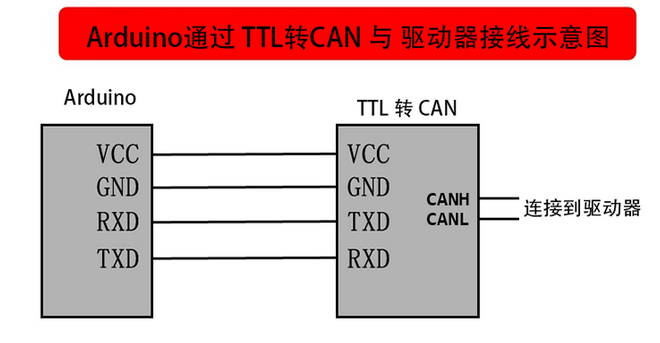 Arduino通过 TTL转CAN 与 驱动器接线示意图
Arduino
TTL 转 CAN
VCC
GND
RXD
TXD
VCC
GND
TXD
RXD
CANH
CANL
连接到驱动器